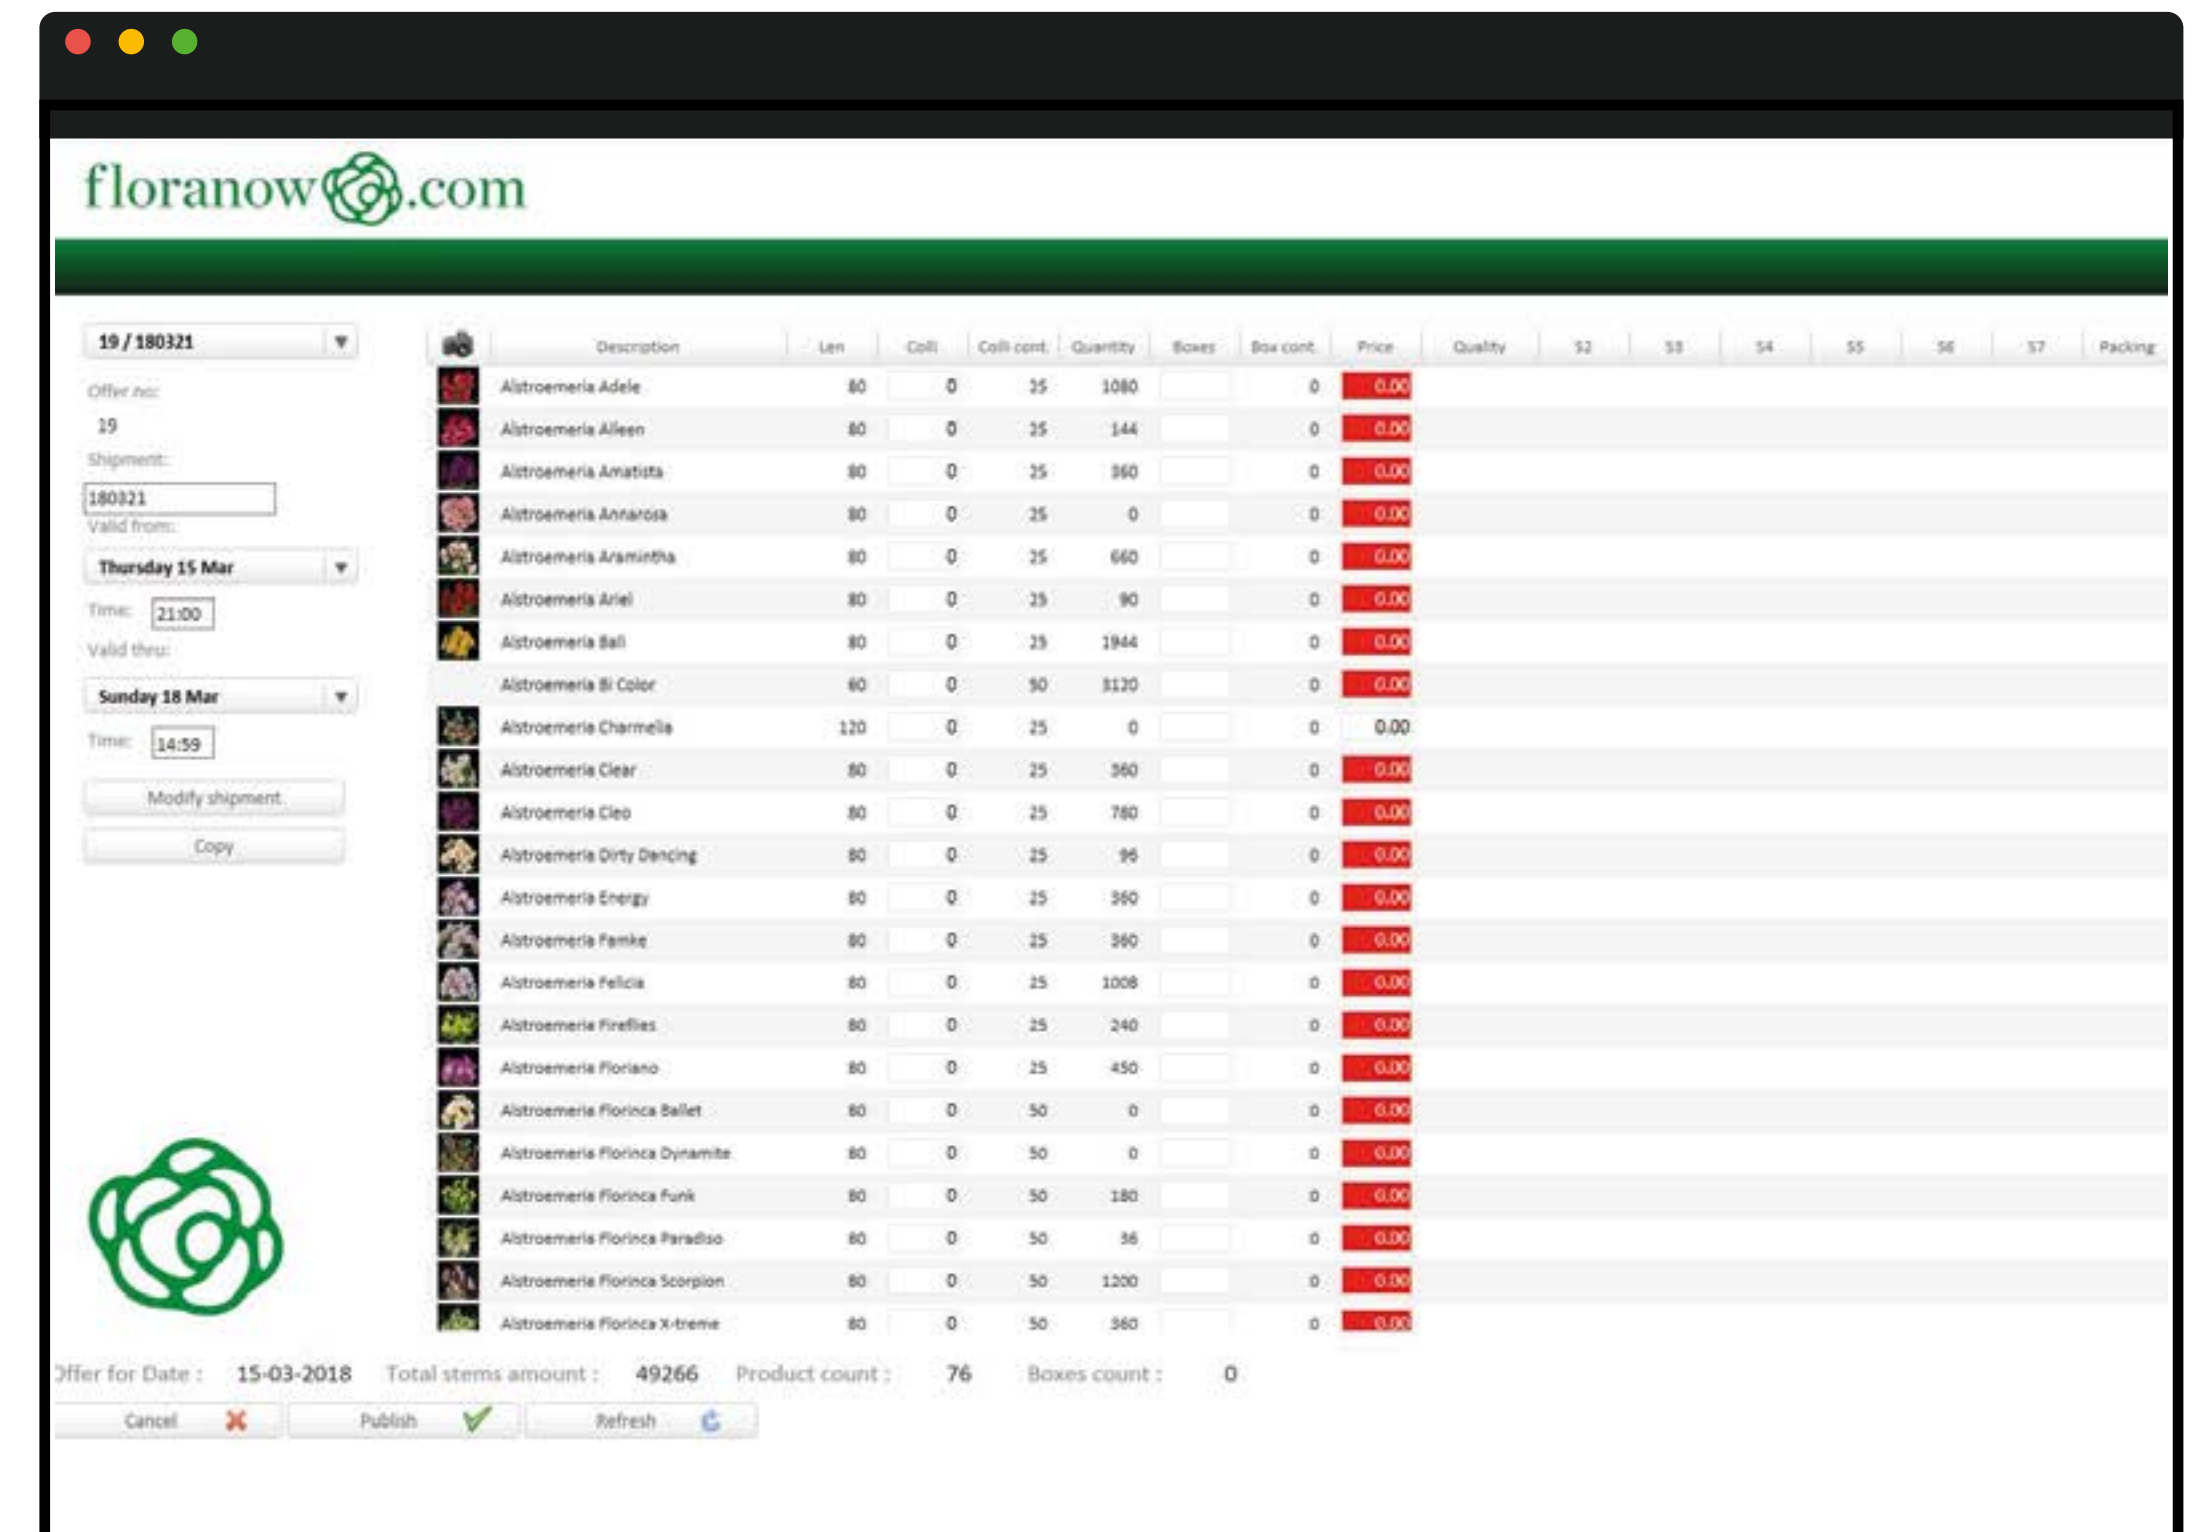 floranow.com
19 / 180321
Offer no:
19
Shipment:
180321
Valid from:
Thursday 15 Mar
Time: 21:00
Valid thru:
Sunday 18 Mar
Time: 14:59
Modify shipment
Copy
Description Len Colli Colli cont. Quantity Boxes Box cont. Price Quality S2 S3 S4 S5 S6 S7 Packing
Alstroemeria Adele 80 0 25 1080 0 0.00
Alstroemeria Aileen 80 0 25 144 0 0.00
Alstroemeria Amatista 80 0 25 360 0 0.00
Alstroemeria Annarosa 80 0 25 0 0 0.00
Alstroemeria Aramintha 80 0 25 660 0 0.00
Alstroemeria Ariel 80 0 25 90 0 0.00
Alstroemeria Bali 80 0 25 1944 0 0.00
Alstroemeria Bi Color 60 0 50 3120 0 0.00
Alstroemeria Charmelia 120 0 25 0 0 0.00
Alstroemeria Clear 80 0 25 360 0 0.00
Alstroemeria Cleo 80 0 25 780 0 0.00
Alstroemeria Dirty Dancing 80 0 25 96 0 0.00
Alstroemeria Energy 80 0 25 360 0 0.00
Alstroemeria Famke 80 0 25 360 0 0.00
Alstroemeria Felicia 80 0 25 1008 0 0.00
Alstroemeria Fireflies 80 0 25 240 0 0.00
Alstroemeria Floriano 80 0 25 450 0 0.00
Alstroemeria Florinca Ballet 80 0 50 0 0 0.00
Alstroemeria Florinca Dynamite 80 0 50 0 0 0.00
Alstroemeria Florinca Funk 80 0 50 180 0 0.00
Alstroemeria Florinca Paradiso 80 0 50 36 0 0.00
Alstroemeria Florinca Scorpion 80 0 50 1200 0 0.00
Alstroemeria Florinca X-treme 80 0 50 360 0 0.00
Offer for Date : 15-03-2018 Total stems amount : 49266 Product count : 76 Boxes count : 0
Cancel Publish Refresh